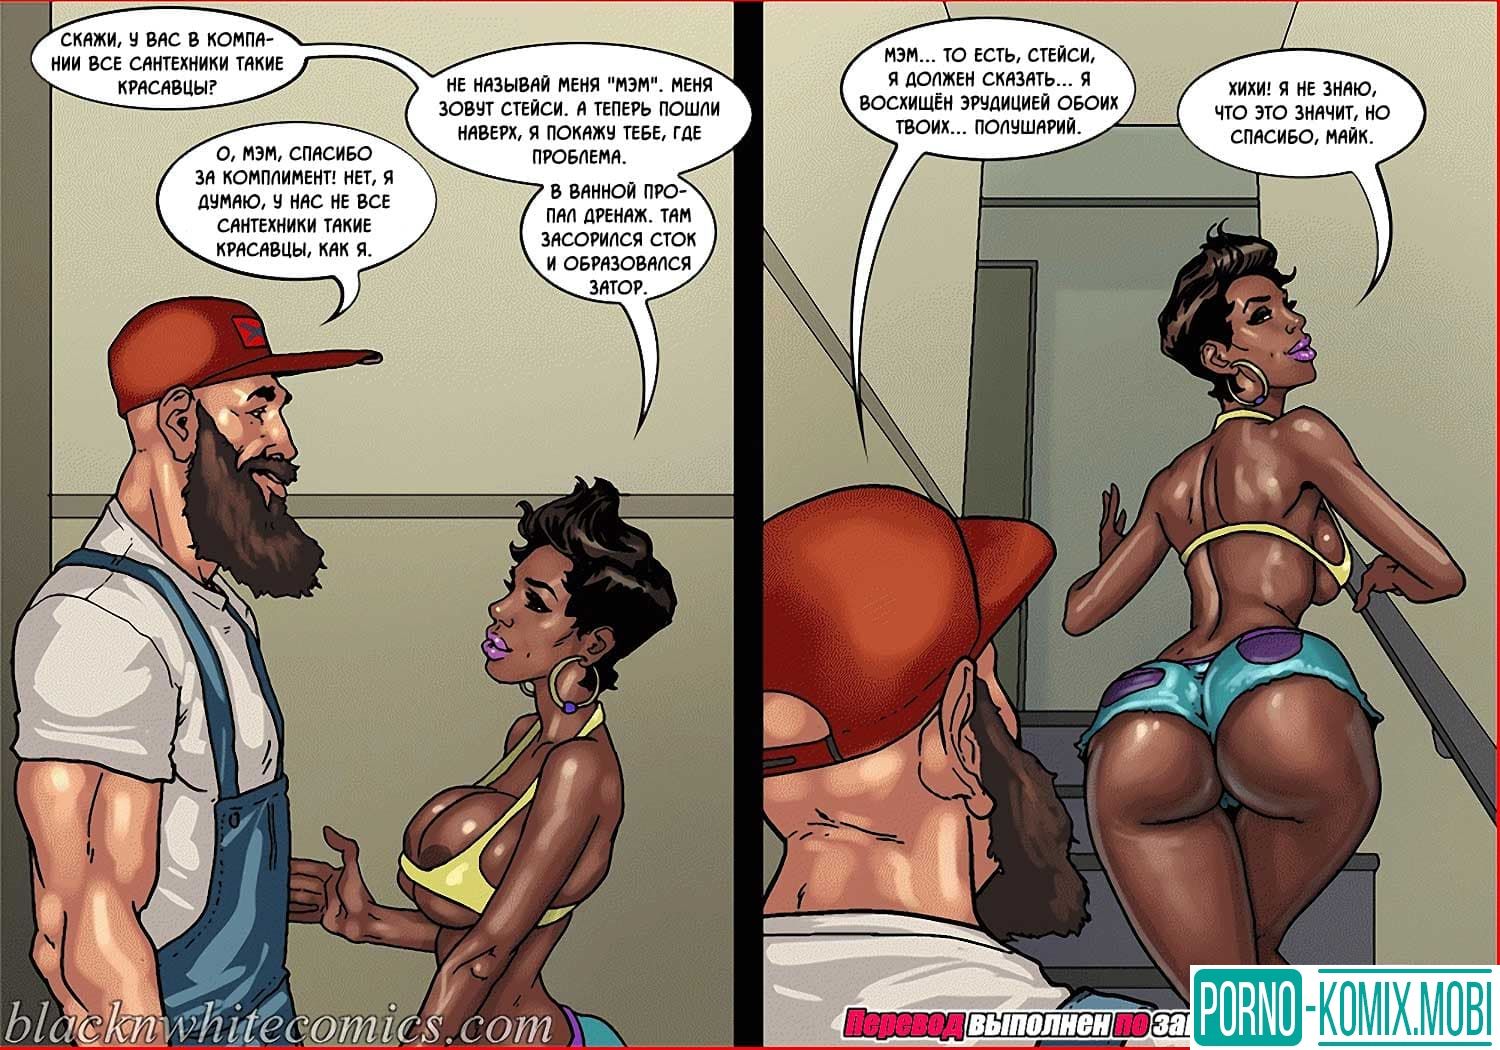 СКАЖИ, У ВАС В КОМПА-
НИИ ВСЕ САНТЕХНИКИ ТАКИЕ
КРАСАВЦЫ?
О, МЭМ, СПАСИБО
ЗА КОМПЛИМЕНТ! НЕТ, Я
ДУМАЮ, У НАС НЕ ВСЕ
САНТЕХНИКИ ТАКИЕ
КРАСАВЦЫ, КАК Я.
НЕ НАЗЫВАЙ МЕНЯ "МЭМ". МЕНЯ
ЗОВУТ СТЕЙСИ. А ТЕПЕРЬ ПОШЛИ
НАВЕРХ, Я ПОКАЖУ ТЕБЕ, ГДЕ
ПРОБЛЕМА.
В ВАННОЙ ПРО-
ПАЛ ДРЕНАЖ. ТАМ
ЗАСОРИЛСЯ СТОК
И ОБРАЗОВАЛСЯ
ЗАТОР.
МЭМ... ТО ЕСТЬ, СТЕЙСИ,
Я ДОЛЖЕН СКАЗАТЬ... Я
ВОСХИЩЁН ЭРУДИЦИЕЙ ОБОИХ
ТВОИХ... ПОЛУШАРИЙ.
ХИХИ! Я НЕ ЗНАЮ,
ЧТО ЭТО ЗНАЧИТ, НО
СПАСИБО, МАЙК.
blacknwhitecomics.com
Перевод выполнен по
PORNO-KOMIX.MOBI